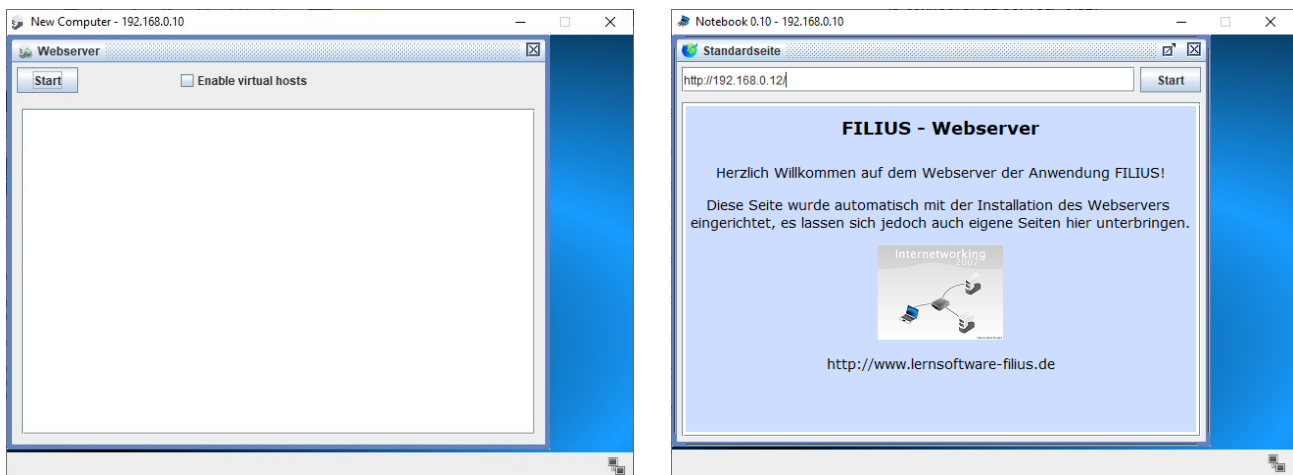 New Computer - 192.168.0.10
Webserver
Start
Enable virtual hosts
Notebook 0.10 - 192.168.0.10
Standardseite
http://192.168.0.12/
Start
FILIUS - Webserver
Herzlich Willkommen auf dem Webserver der Anwendung FILIUS!
Diese Seite wurde automatisch mit der Installation des Webservers
eingerichtet, es lassen sich jedoch auch eigene Seiten hier unterbringen.
Internetworking
2007
http://www.lernsoftware-filius.de